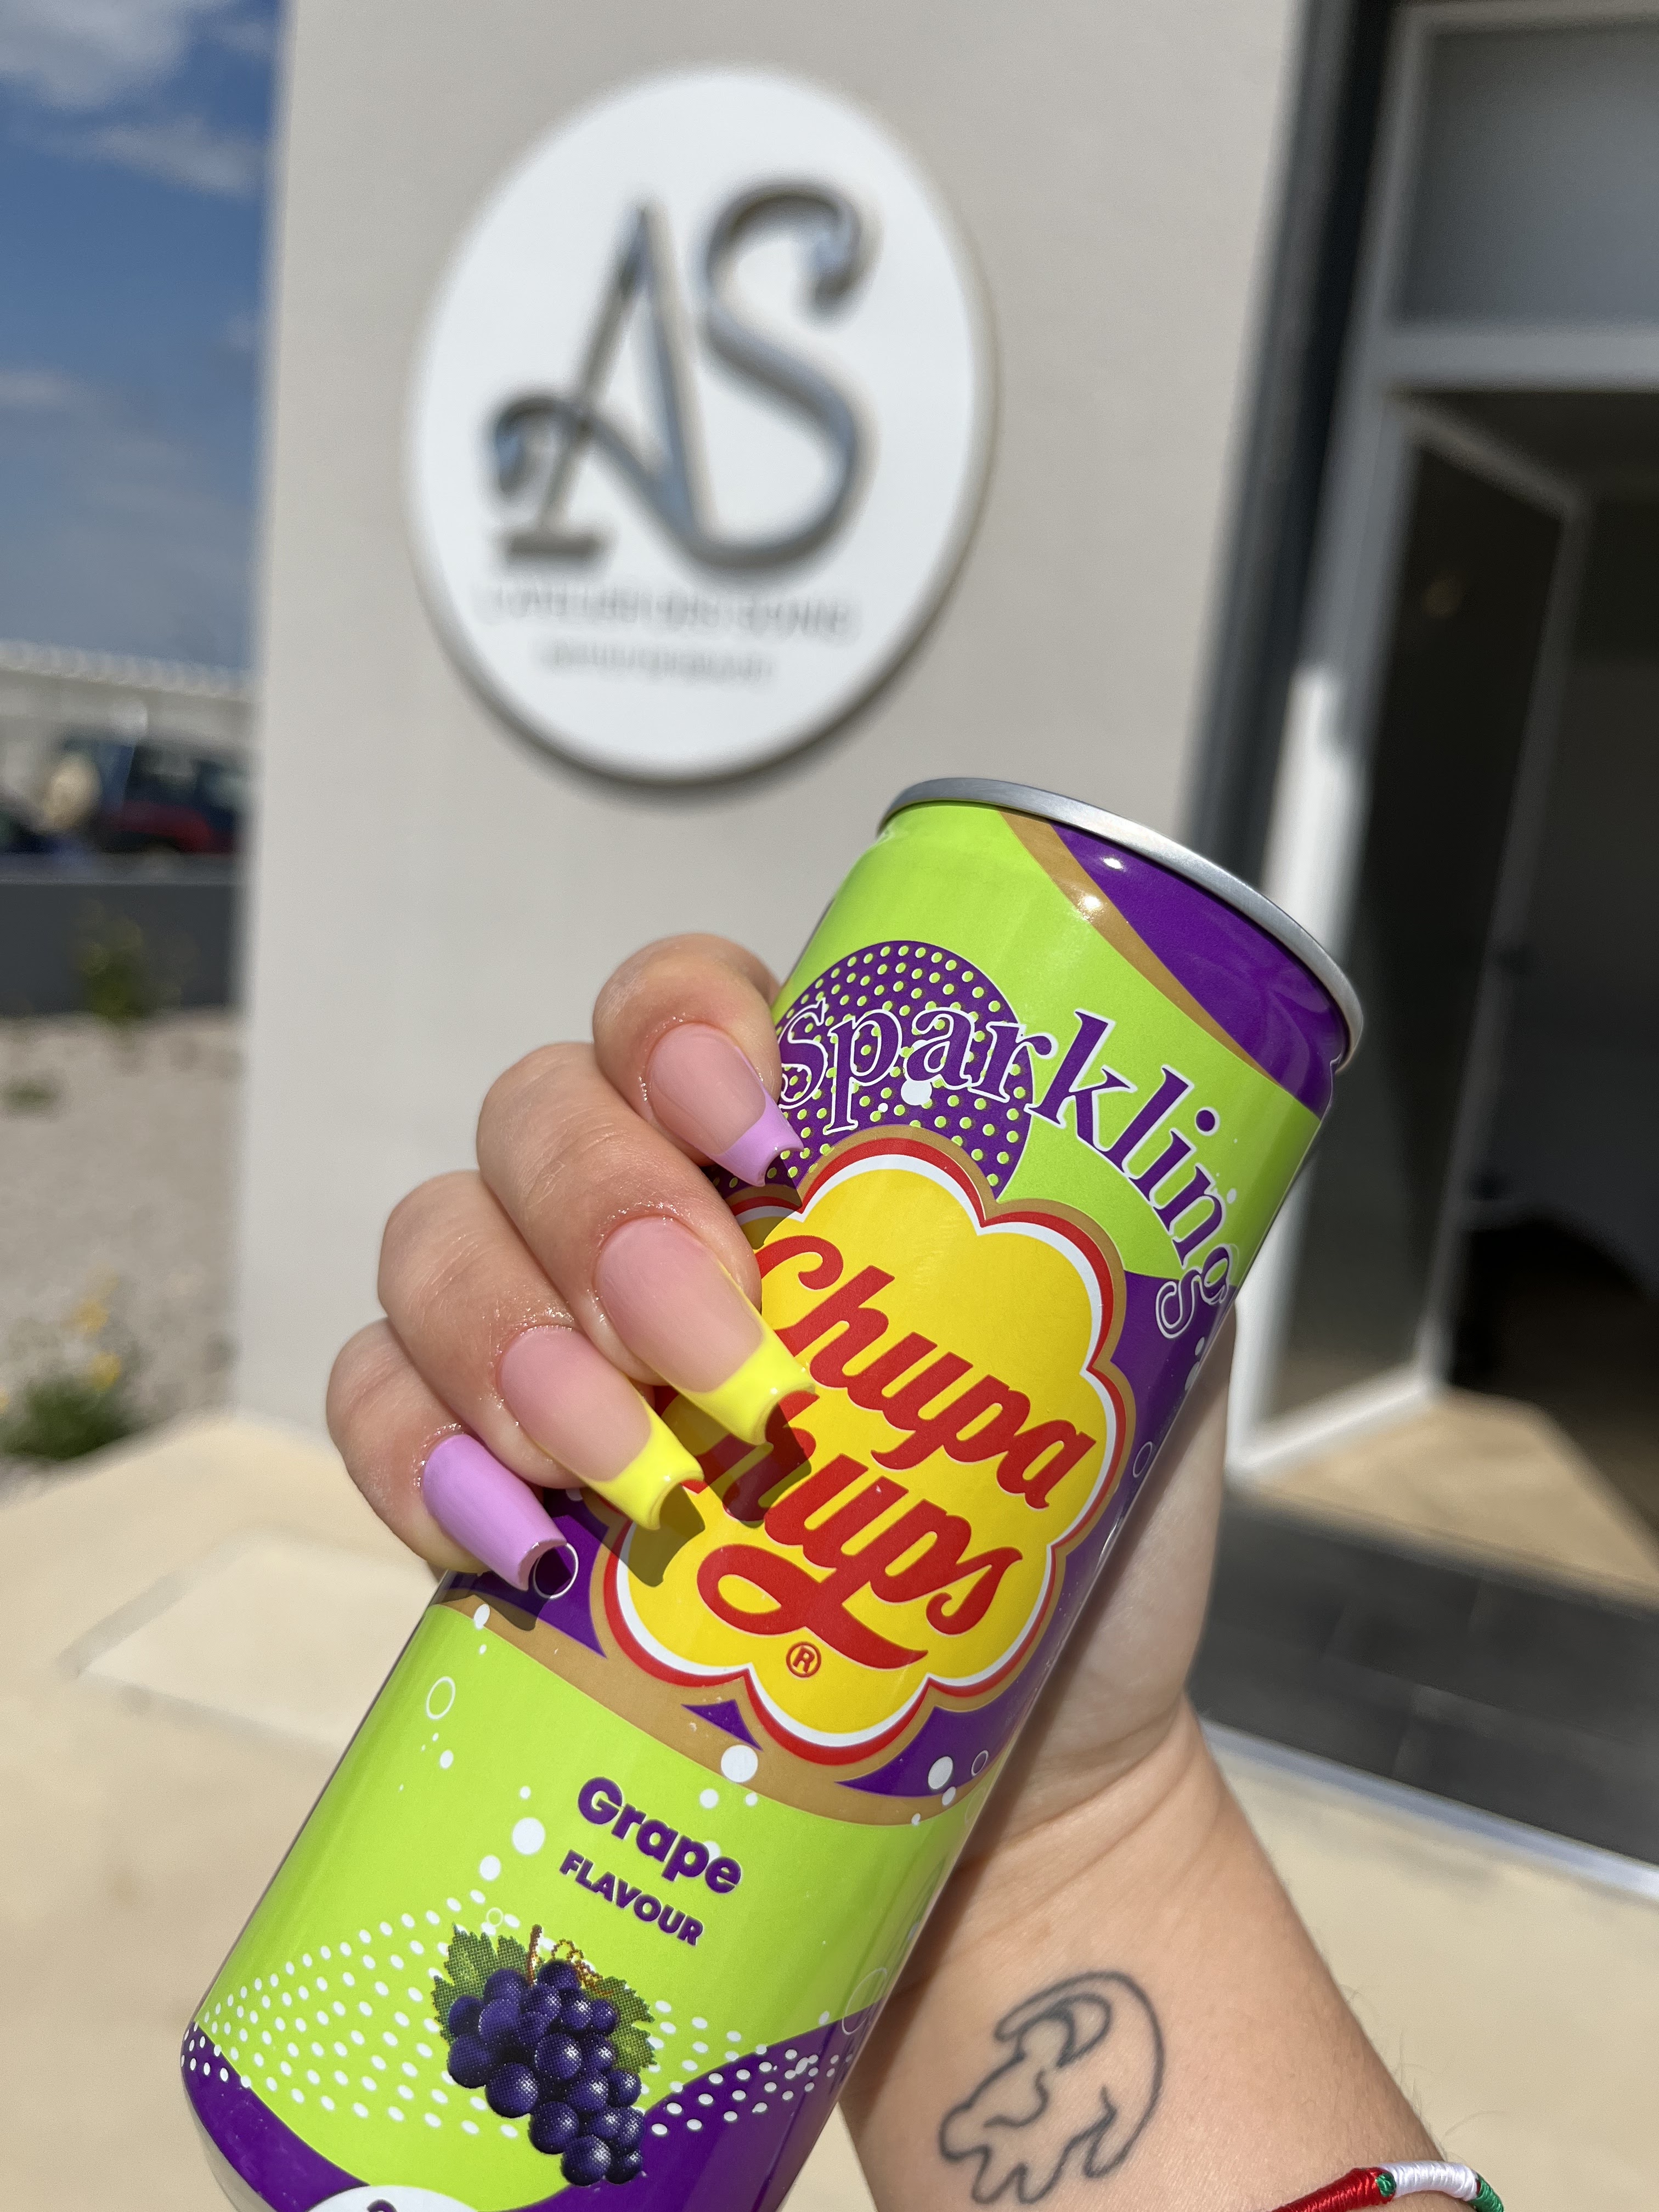 AS
Sparkling
Chupa
Chups
®
Grape
FLAVOUR